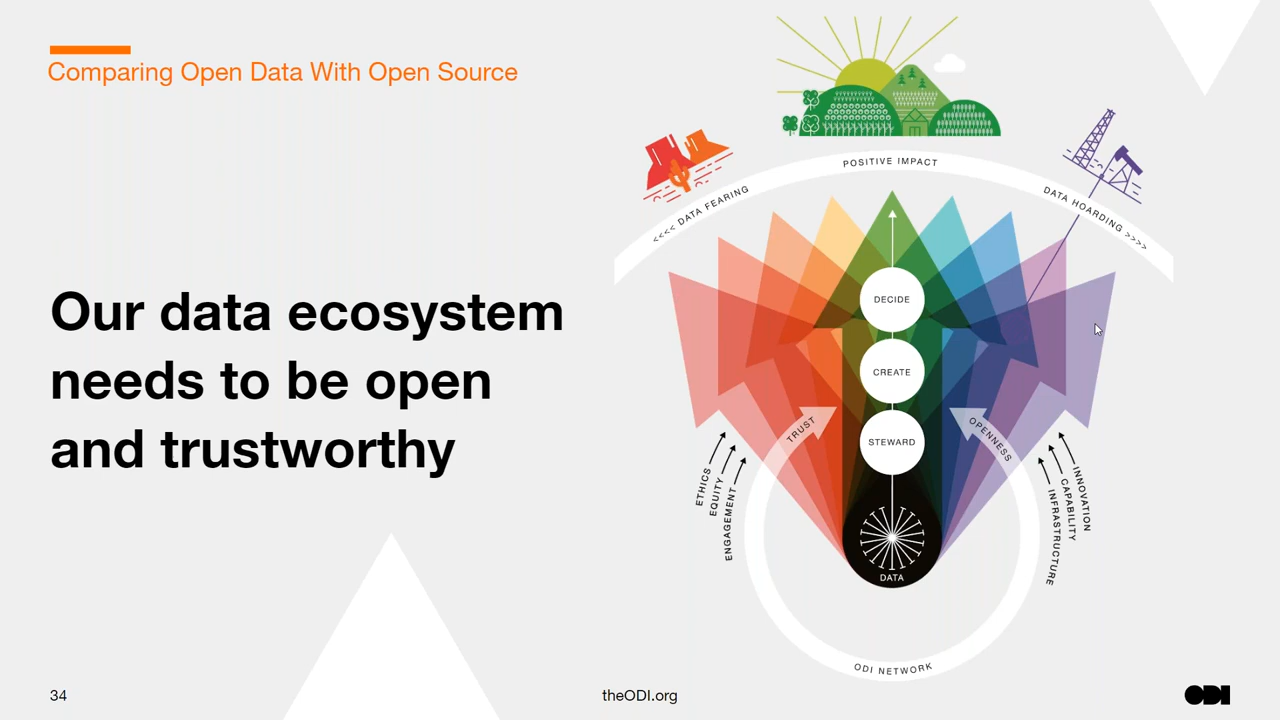 Comparing Open Data With Open Source
Our data ecosystem
needs to be open
and trustworthy
POSITIVE IMPACT
<<<< DATA FEARING
DATA HOARDING >>>>
DECIDE
CREATE
STEWARD
TRUST
OPENNESS
ETHICS
EQUITY
ENGAGEMENT
INNOVATION
CAPABILITY
INFRASTRUCTURE
DATA
ODI NETWORK
34
theODI.org
ODI